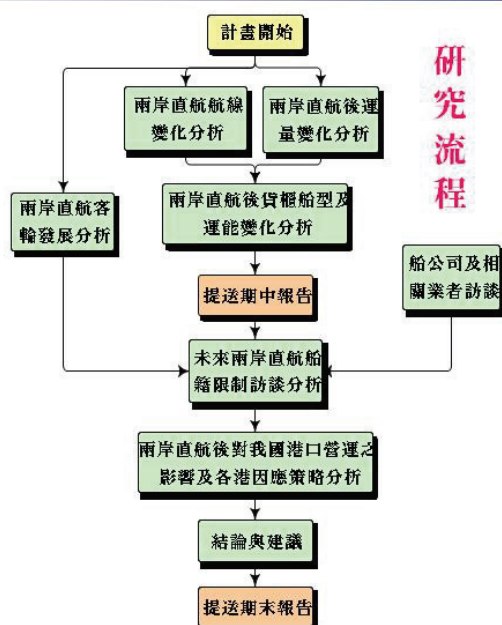 計畫開始
研究流程
兩岸直航航線
變化分析
兩岸直航後運
量變化分析
兩岸直航客
輪發展分析
兩岸直航後貨櫃船型及
運能變化分析
船公司及相
關業者訪談
提送期中報告
未來兩岸直航船
籍限制訪談分析
兩岸直航後對我國港口營運之
影響及各港因應策略分析
結論與建議
提送期末報告